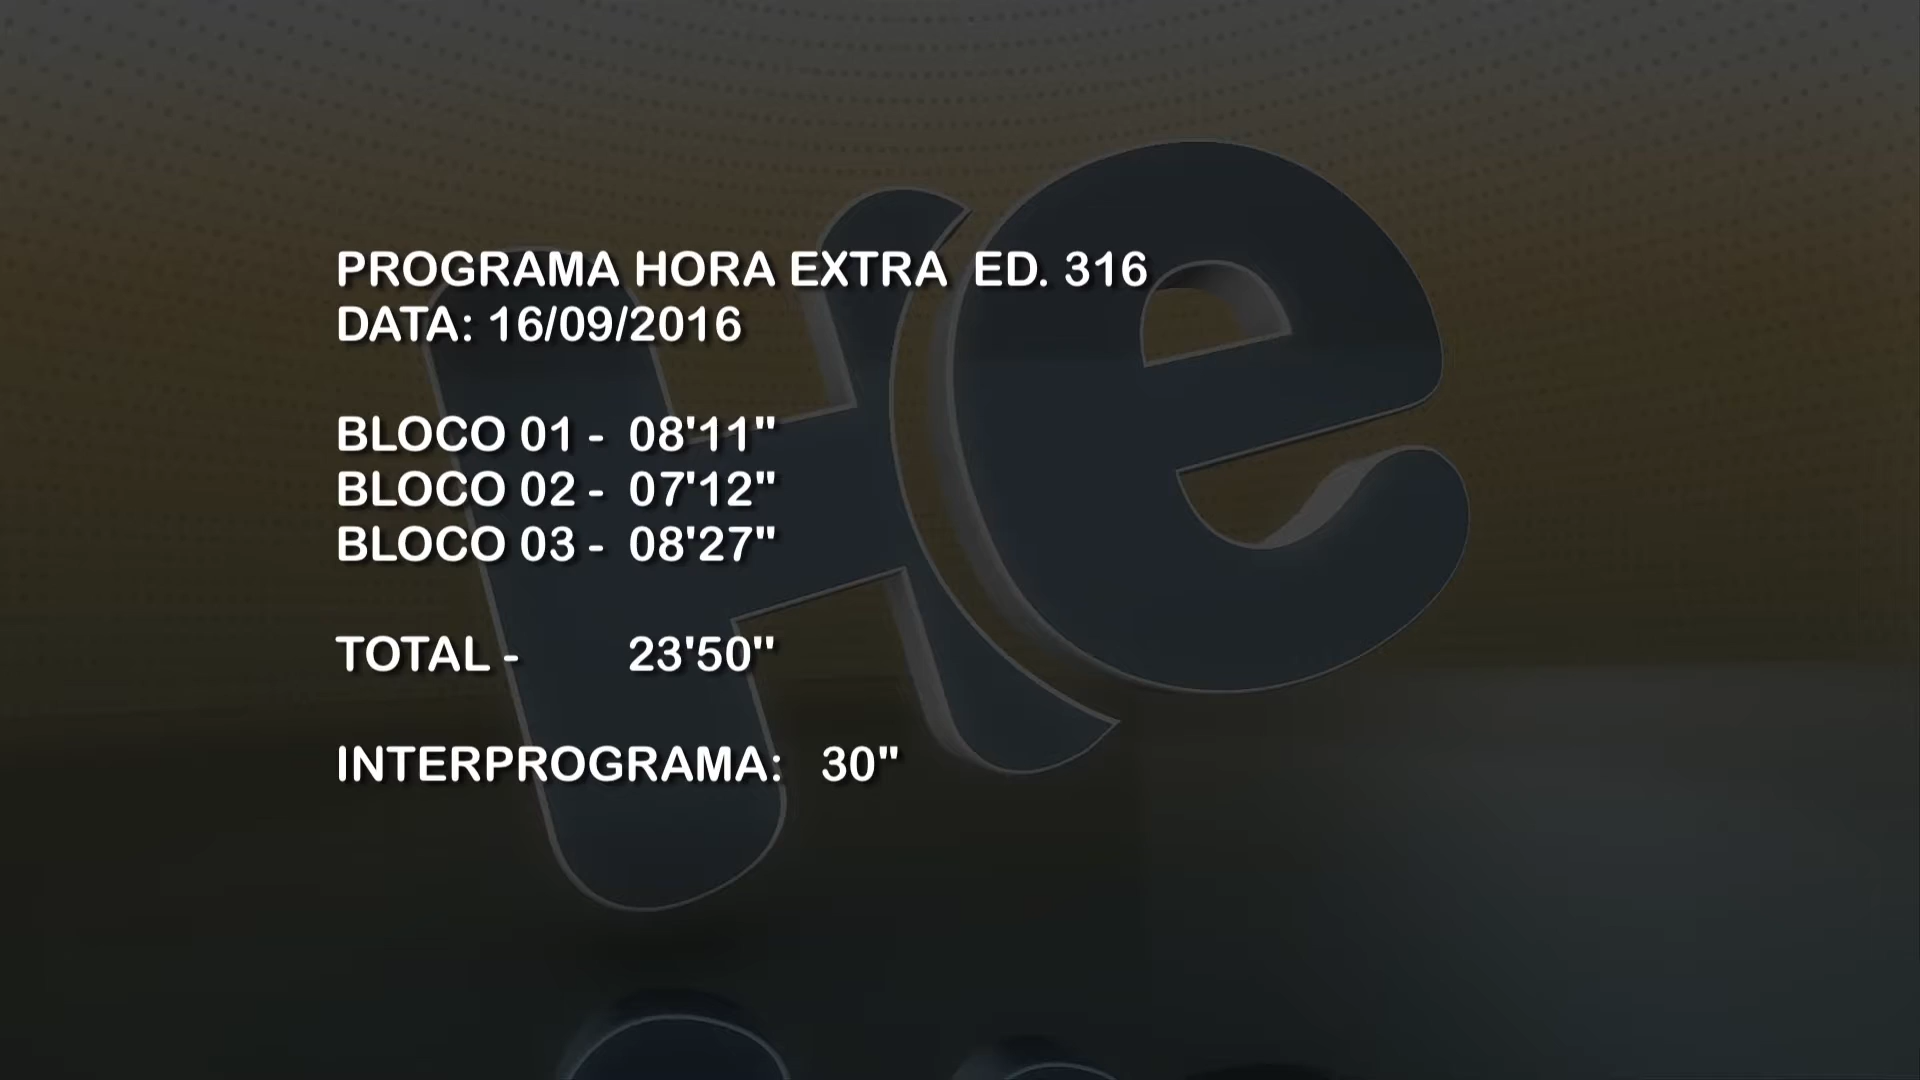 PROGRAMA HORA EXTRA ED. 316
DATA: 16/09/2016
BLOCO 01 - 08'11"
BLOCO 02 - 07'12"
BLOCO 03 - 08'27"
TOTAL - 23'50"
INTERPROGRAMA: 30"
He